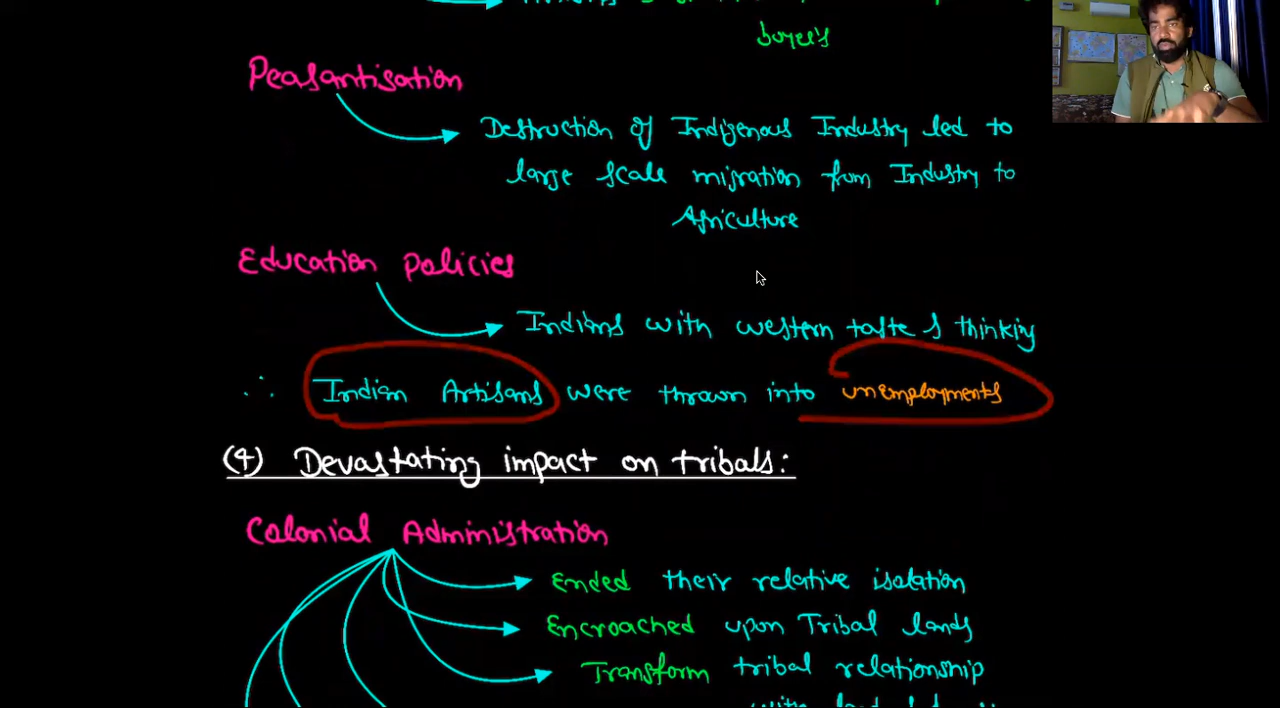 buyer's
Peasantisation
Destruction of Indigenous Industry led to
large scale migration from Industry to
Agriculture
Education policies
Indians with western taste & thinking
∴ Indian Artisans were thrown into unemployments
(4) Devastating impact on tribals:
Colonial Administration
Ended their relative isolation
Encroached upon Tribal lands
Transform tribal relationship